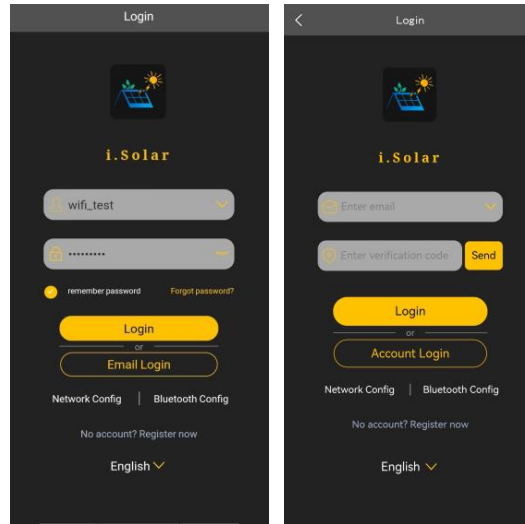 Login
i.Solar
wifi_test
•••••••••
remember password Forgot password?
Login
or
Email Login
Network Config | Bluetooth Config
No account? Register now
English
Login
i.Solar
Enter email
Enter verification code Send
Login
or
Account Login
Network Config | Bluetooth Config
No account? Register now
English